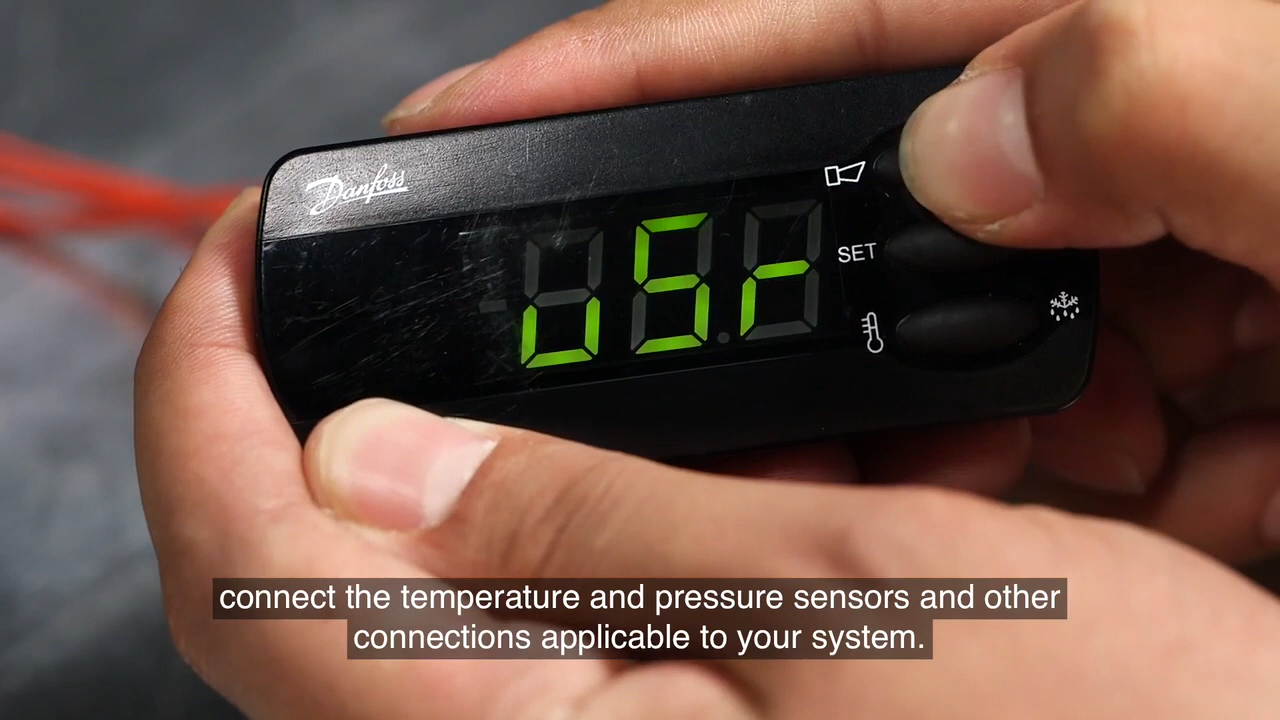 Danfoss
uSr
SET
connect the temperature and pressure sensors and other
connections applicable to your system.